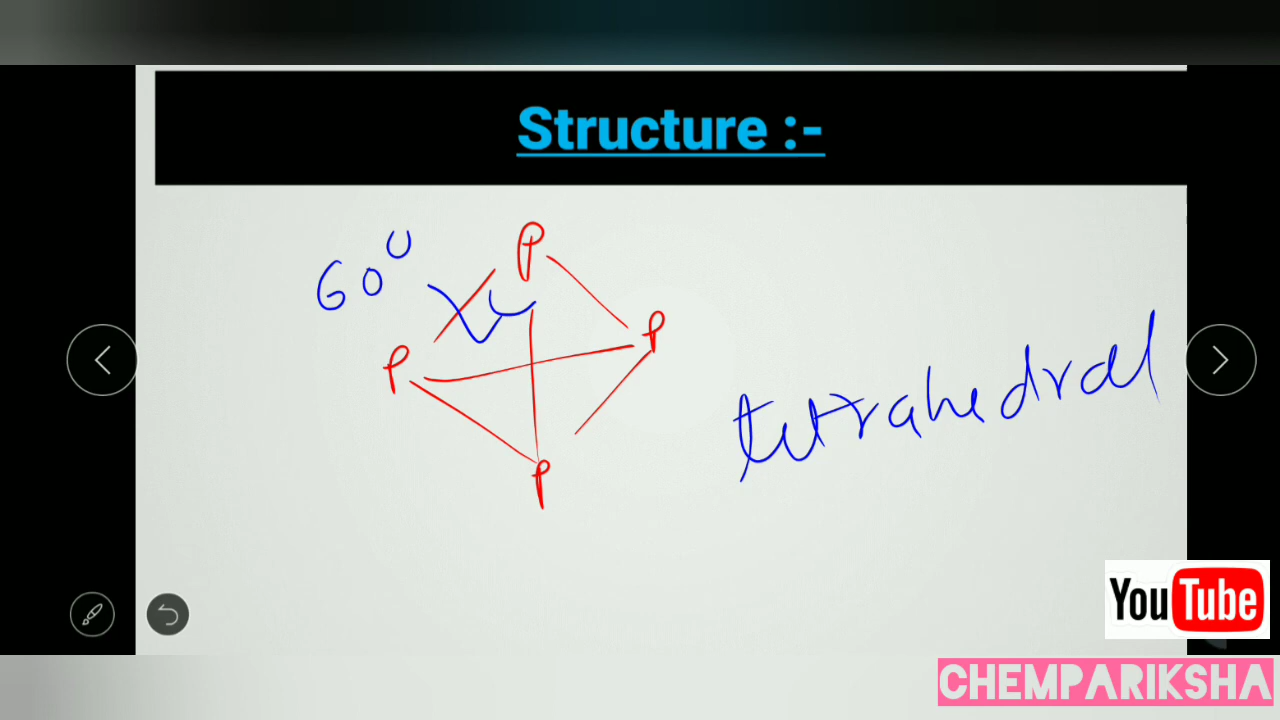 Structure :-
60°
P
P
P
P
tetrahedral
YouTube
CHEMPARIKSHA